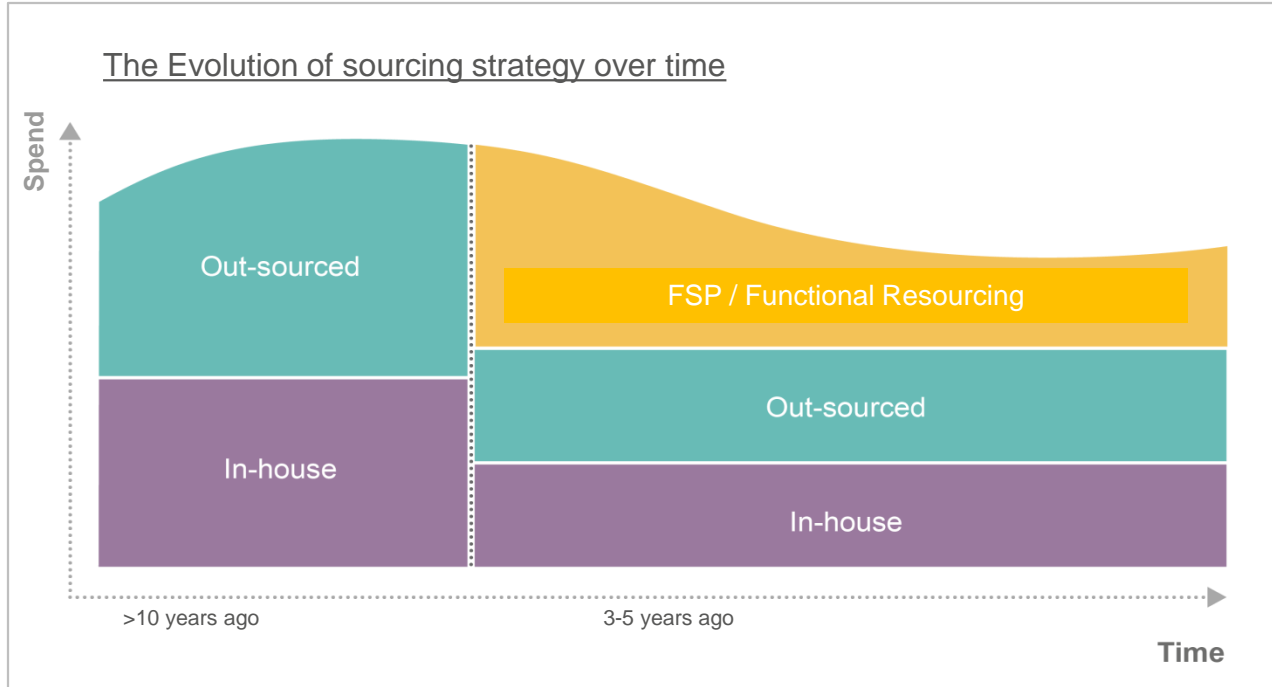 The Evolution of sourcing strategy over time
Spend
Out-sourced
In-house
FSP / Functional Resourcing
Out-sourced
In-house
>10 years ago
3-5 years ago
Time